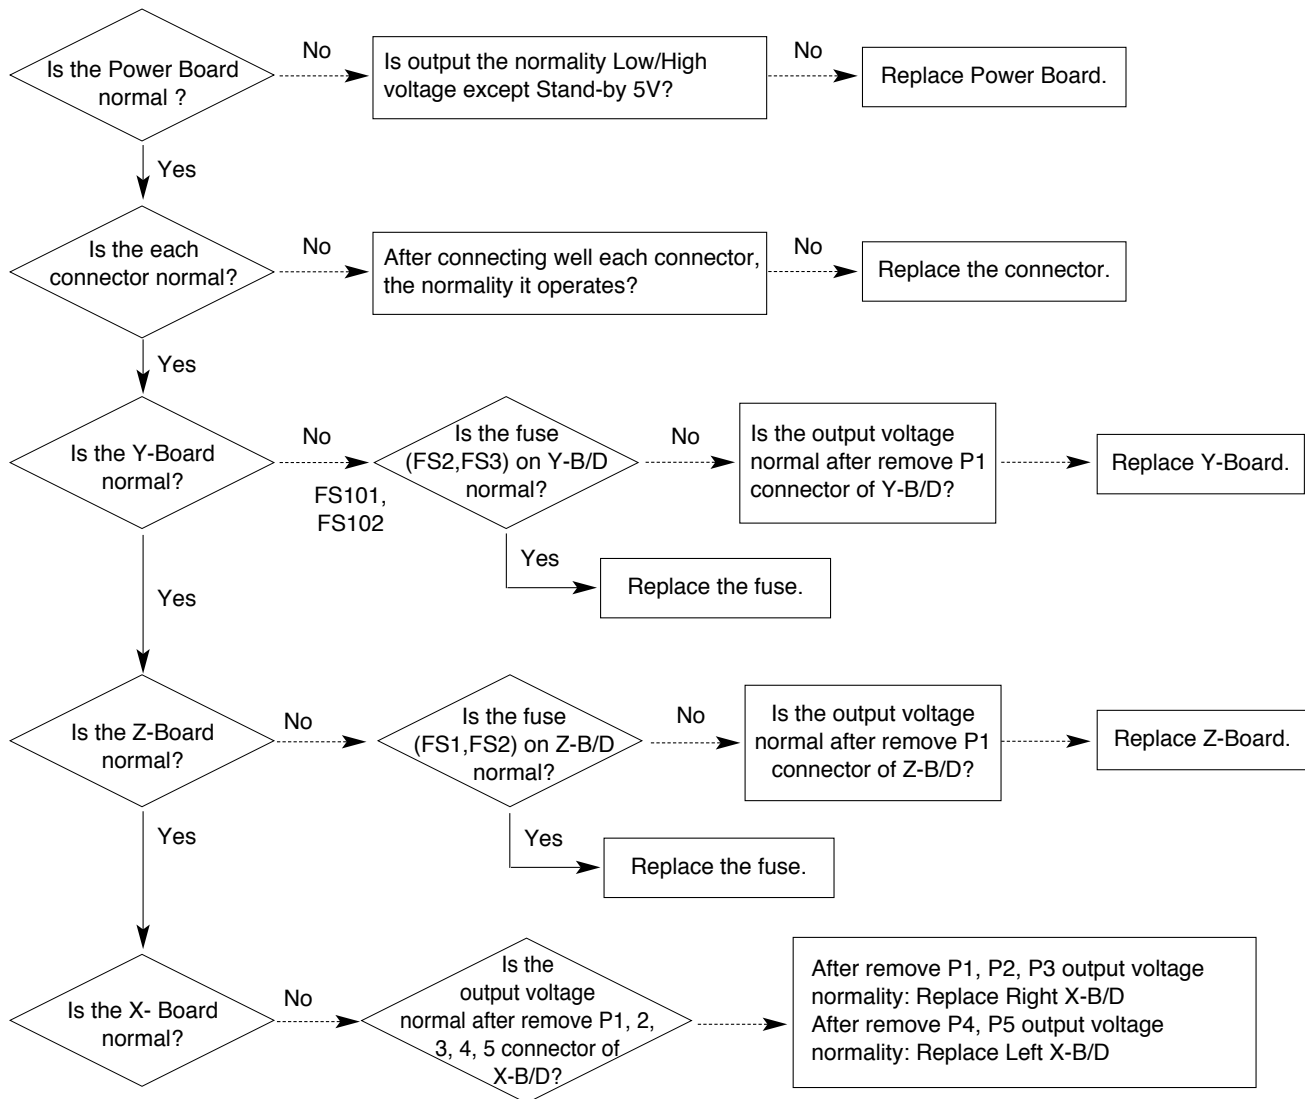 Is the Power Board
normal ?
No
Is output the normality Low/High
voltage except Stand-by 5V?
No
Replace Power Board.
Yes
Is the each
connector normal?
No
After connecting well each connector,
the normality it operates?
No
Replace the connector.
Yes
Is the Y-Board
normal?
No
FS101,
FS102
Is the fuse
(FS2,FS3) on Y-B/D
normal?
No
Is the output voltage
normal after remove P1
connector of Y-B/D?
Replace Y-Board.
Yes
Replace the fuse.
Yes
Is the Z-Board
normal?
No
Is the fuse
(FS1,FS2) on Z-B/D
normal?
No
Is the output voltage
normal after remove P1
connector of Z-B/D?
Replace Z-Board.
Yes
Replace the fuse.
Yes
Is the X- Board
normal?
No
Is the
output voltage
normal after remove P1, 2,
3, 4, 5 connector of
X-B/D?
After remove P1, P2, P3 output voltage
normality: Replace Right X-B/D
After remove P4, P5 output voltage
normality: Replace Left X-B/D